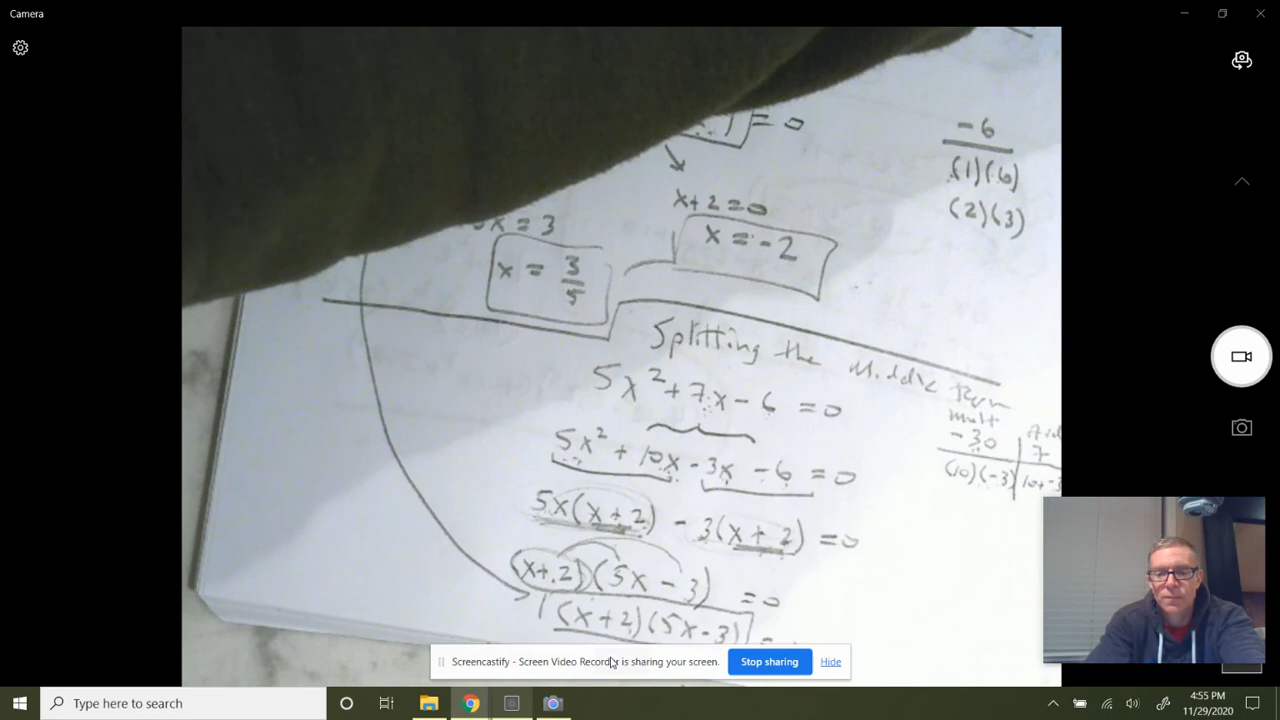 Camera
= 0
-6
(1)(6)
(2)(3)
x+2=0
x = -2
x = 3
x = 3/5
Splitting the Middle Term
5x²+7x-6 =0
mult
-30
7
(10)(-3)
10+-3
5x² + 10x -3x -6 =0
5x(x+2) - 3(x+2) =0
(x+2)(5x-3) =0
(x+2)(5x-3)
Screencastify - Screen Video Recorder is sharing your screen.
Stop sharing
Hide
Type here to search
4:55 PM
11/29/2020